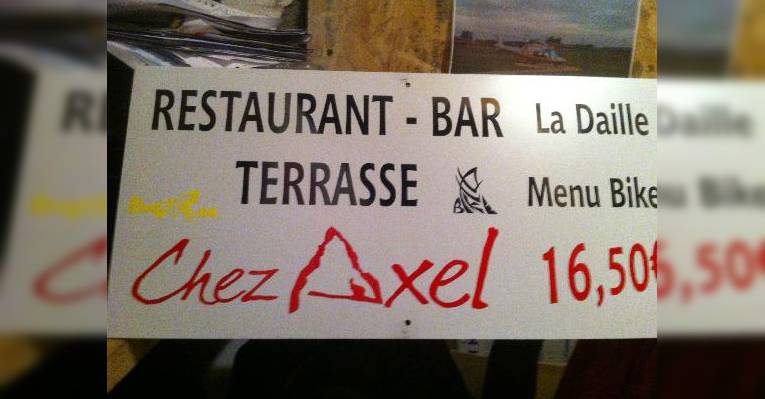 RESTAURANT - BAR La Daille
TERRASSE Menu Bike
Chez Axel 16,50€